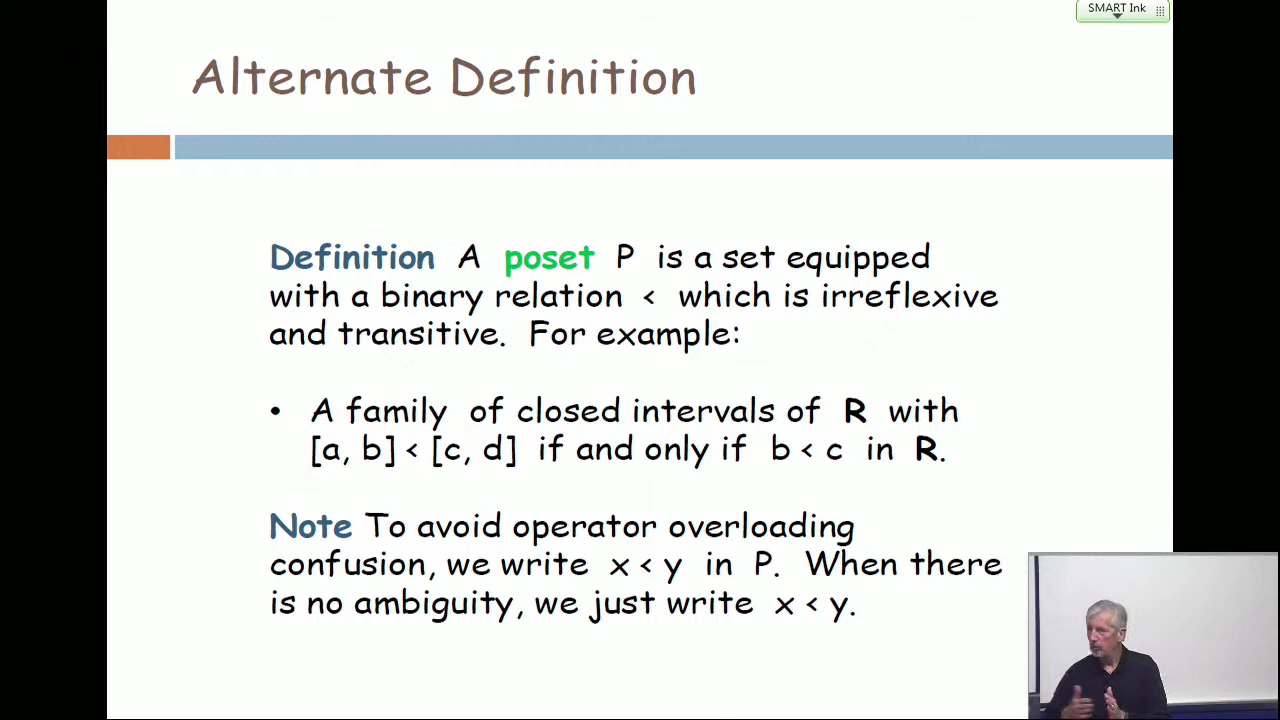 SMART Ink
Alternate Definition
Definition A poset P is a set equipped
with a binary relation < which is irreflexive
and transitive. For example:
• A family of closed intervals of R with
[a, b] < [c, d] if and only if b < c in R.
Note To avoid operator overloading
confusion, we write x < y in P. When there
is no ambiguity, we just write x < y.